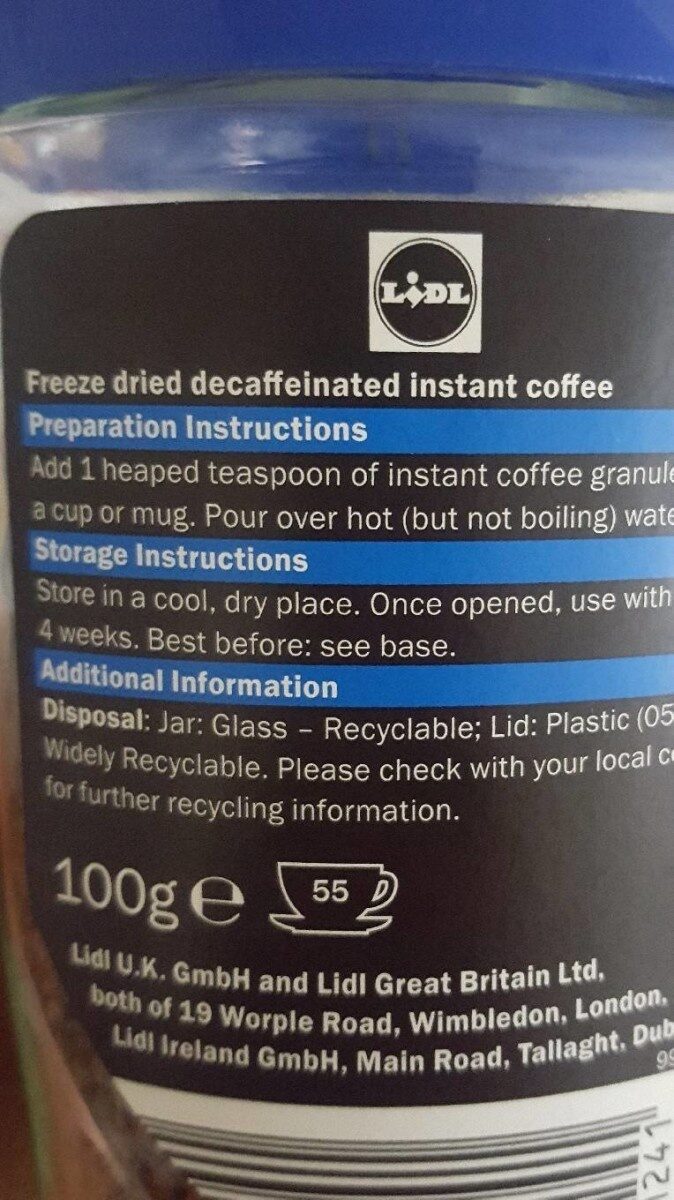 LIDL
Freeze dried decaffeinated instant coffee
Preparation Instructions
Add 1 heaped teaspoon of instant coffee granule
a cup or mug. Pour over hot (but not boiling) wate
Storage Instructions
Store in a cool, dry place. Once opened, use with
4 weeks. Best before: see base.
Additional Information
Disposal: Jar: Glass – Recyclable; Lid: Plastic (05
Widely Recyclable. Please check with your local c
for further recycling information.
100g e 55
Lidl U.K. GmbH and Lidl Great Britain Ltd,
both of 19 Worple Road, Wimbledon, London.
Lidl Ireland GmbH, Main Road, Tallaght, Dub
99
241